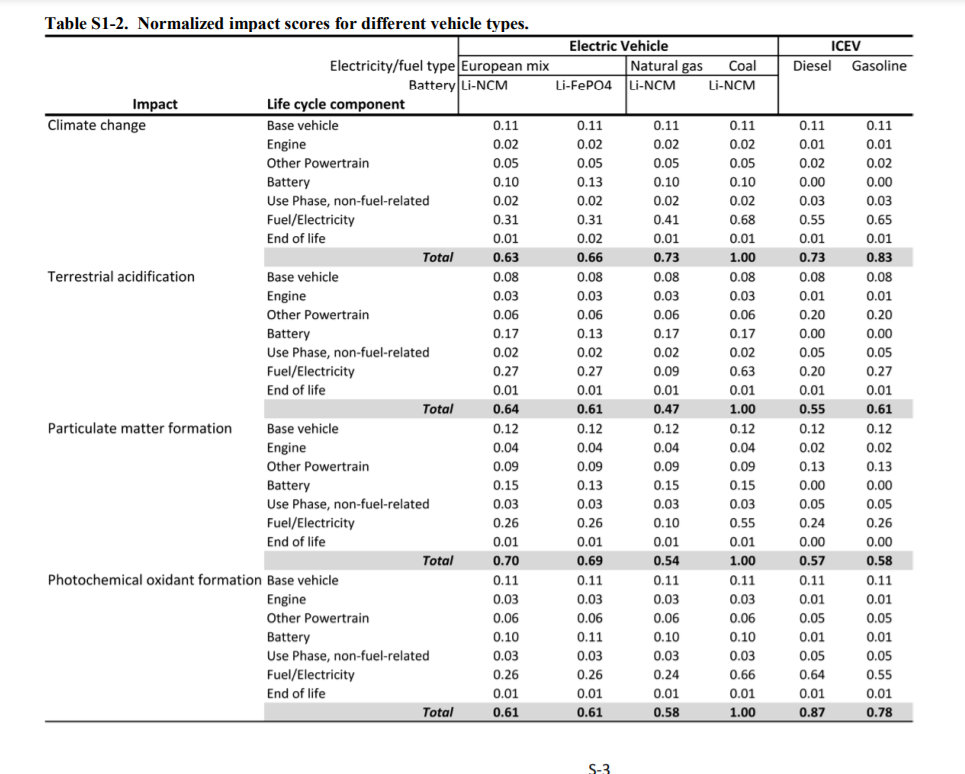 Table S1-2. Normalized impact scores for different vehicle types.
Electric Vehicle ICEV
Electricity/fuel type European mix Natural gas Coal Diesel Gasoline
Battery Li-NCM Li-FePO4 Li-NCM Li-NCM
Impact Life cycle component
Climate change Base vehicle 0.11 0.11 0.11 0.11 0.11 0.11
Engine 0.02 0.02 0.02 0.02 0.01 0.01
Other Powertrain 0.05 0.05 0.05 0.05 0.02 0.02
Battery 0.10 0.13 0.10 0.10 0.00 0.00
Use Phase, non-fuel-related 0.02 0.02 0.02 0.02 0.03 0.03
Fuel/Electricity 0.31 0.31 0.41 0.68 0.55 0.65
End of life 0.01 0.02 0.01 0.01 0.01 0.01
Total 0.63 0.66 0.73 1.00 0.73 0.83
Terrestrial acidification Base vehicle 0.08 0.08 0.08 0.08 0.08 0.08
Engine 0.03 0.03 0.03 0.03 0.01 0.01
Other Powertrain 0.06 0.06 0.06 0.06 0.20 0.20
Battery 0.17 0.13 0.17 0.17 0.00 0.00
Use Phase, non-fuel-related 0.02 0.02 0.02 0.02 0.05 0.05
Fuel/Electricity 0.27 0.27 0.09 0.63 0.20 0.27
End of life 0.01 0.01 0.01 0.01 0.01 0.01
Total 0.64 0.61 0.47 1.00 0.55 0.61
Particulate matter formation Base vehicle 0.12 0.12 0.12 0.12 0.12 0.12
Engine 0.04 0.04 0.04 0.04 0.02 0.02
Other Powertrain 0.09 0.09 0.09 0.09 0.13 0.13
Battery 0.15 0.13 0.15 0.15 0.00 0.00
Use Phase, non-fuel-related 0.03 0.03 0.03 0.03 0.05 0.05
Fuel/Electricity 0.26 0.26 0.10 0.55 0.24 0.26
End of life 0.01 0.01 0.01 0.01 0.00 0.00
Total 0.70 0.69 0.54 1.00 0.57 0.58
Photochemical oxidant formation Base vehicle 0.11 0.11 0.11 0.11 0.11 0.11
Engine 0.03 0.03 0.03 0.03 0.01 0.01
Other Powertrain 0.06 0.06 0.06 0.06 0.05 0.05
Battery 0.10 0.11 0.10 0.10 0.01 0.01
Use Phase, non-fuel-related 0.03 0.03 0.03 0.03 0.05 0.05
Fuel/Electricity 0.26 0.26 0.24 0.66 0.64 0.55
End of life 0.01 0.01 0.01 0.01 0.01 0.01
Total 0.61 0.61 0.58 1.00 0.87 0.78
S-3